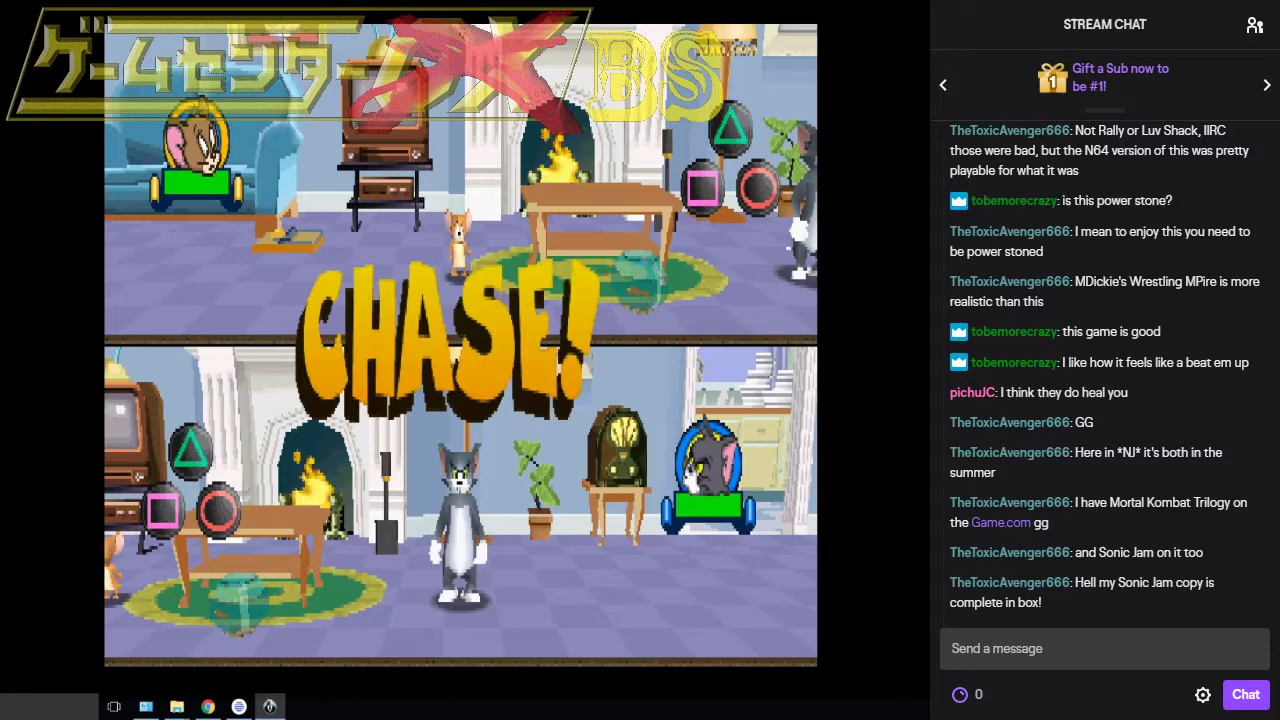 ゲームセンターDX BS
CHASE!
STREAM CHAT
Gift a Sub now to
be #1!
1
TheToxicAvenger666: Not Rally or Luv Shack, IIRC
those were bad, but the N64 version of this was pretty
playable for what it was
tobemorecrazy: is this power stone?
TheToxicAvenger666: I mean to enjoy this you need to
be power stoned
TheToxicAvenger666: MDickie's Wrestling MPire is more
realistic than this
tobemorecrazy: this game is good
tobemorecrazy: I like how it feels like a beat em up
pichuJC: I think they do heal you
TheToxicAvenger666: GG
TheToxicAvenger666: Here in *NJ* it's both in the
summer
TheToxicAvenger666: I have Mortal Kombat Trilogy on
the Game.com gg
TheToxicAvenger666: and Sonic Jam on it too
TheToxicAvenger666: Hell my Sonic Jam copy is
complete in box!
Send a message
0
Chat